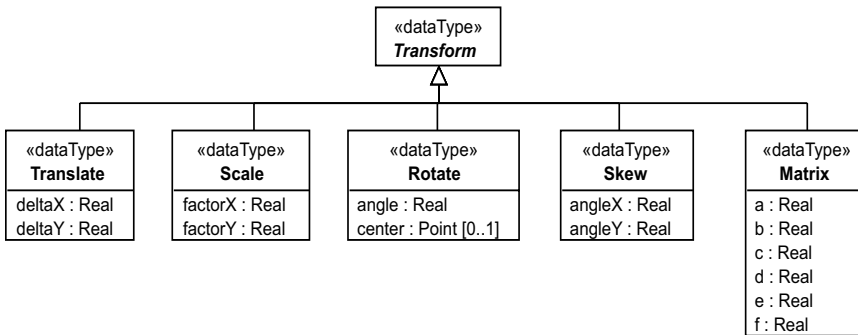 «dataType»
Transform
«dataType»
Translate
deltaX : Real
deltaY : Real
«dataType»
Scale
factorX : Real
factorY : Real
«dataType»
Rotate
angle : Real
center : Point [0..1]
«dataType»
Skew
angleX : Real
angleY : Real
«dataType»
Matrix
a : Real
b : Real
c : Real
d : Real
e : Real
f : Real